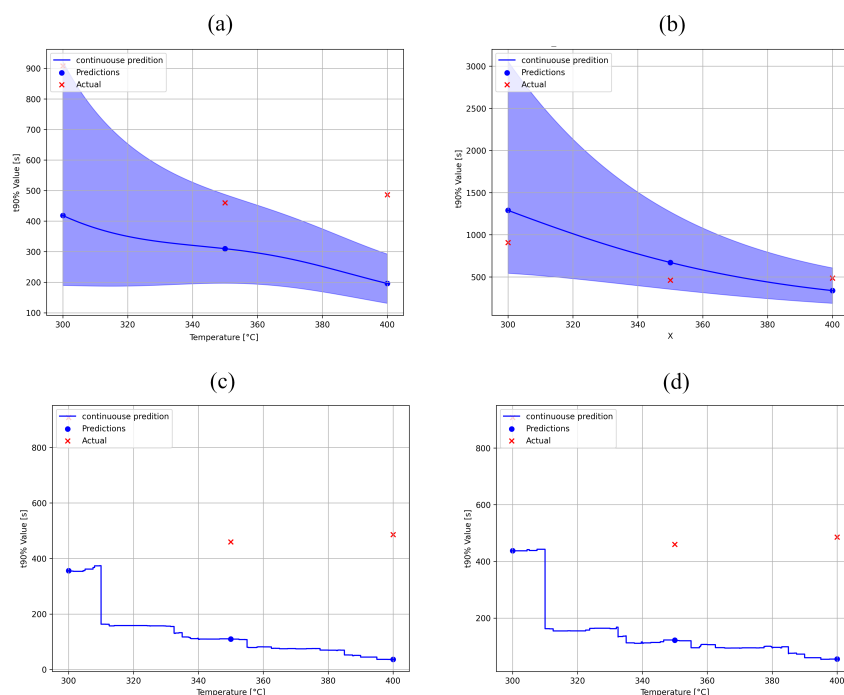 (a)
(b)
continuouse predition
Predictions
Actual
900
800
700
600
500
400
300
200
100
t90% Value [s]
300
320
340
360
380
400
Temperature [°C]
continuouse predition
Predictions
Actual
3000
2500
2000
1500
1000
500
t90% Value [s]
300
320
340
360
380
400
X
(c)
(d)
continuouse predition
Predictions
Actual
800
600
400
200
0
t90% Value [s]
300
320
340
360
380
400
Temperature [°C]
continuouse predition
Predictions
Actual
800
600
400
200
t90% Value [s]
300
320
340
360
380
400
Temperature [°C]